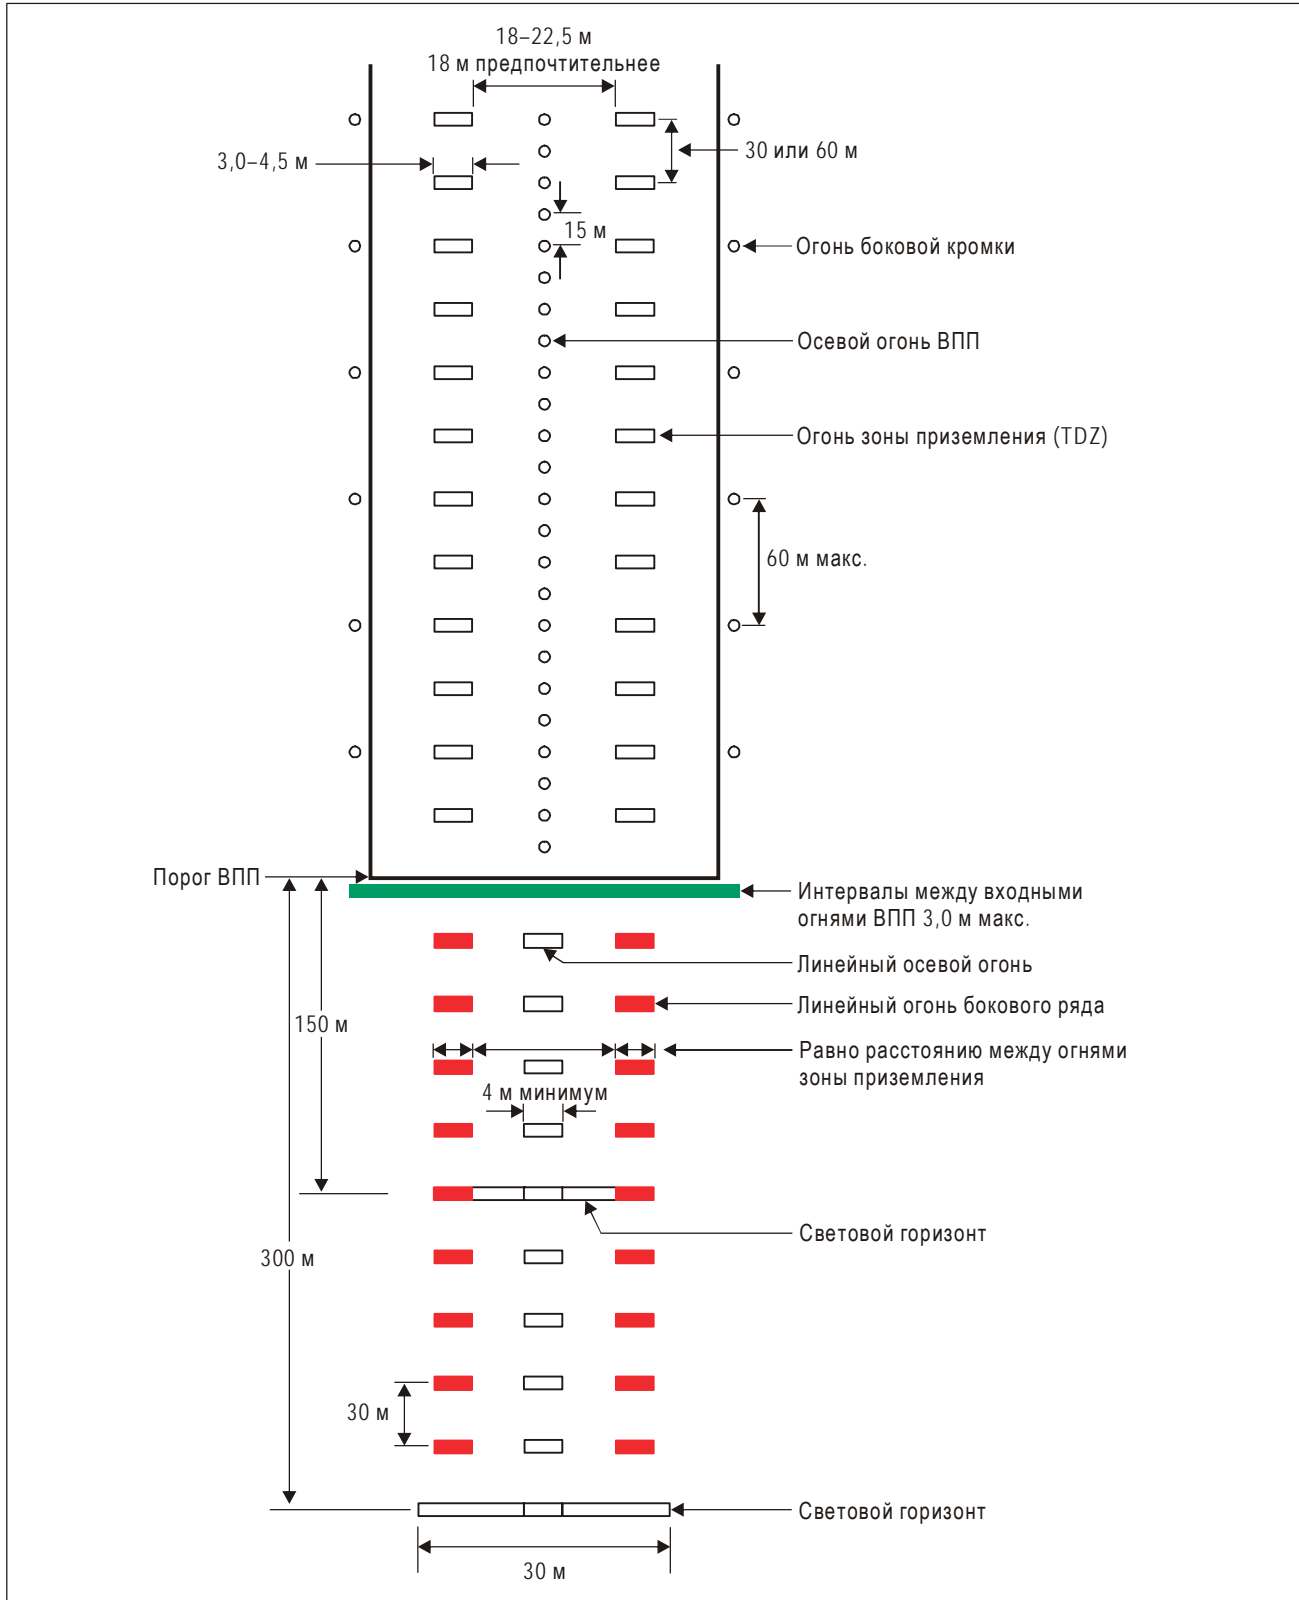 18–22,5 м
18 м предпочтительнее
3,0–4,5 м
30 или 60 м
15 м
Огонь боковой кромки
Осевой огонь ВПП
Огонь зоны приземления (TDZ)
60 м макс.
Порог ВПП
Интервалы между входными
огнями ВПП 3,0 м макс.
Линейный осевой огонь
Линейный огонь бокового ряда
150 м
Равно расстоянию между огнями
зоны приземления
4 м минимум
Световой горизонт
300 м
30 м
Световой горизонт
30 м